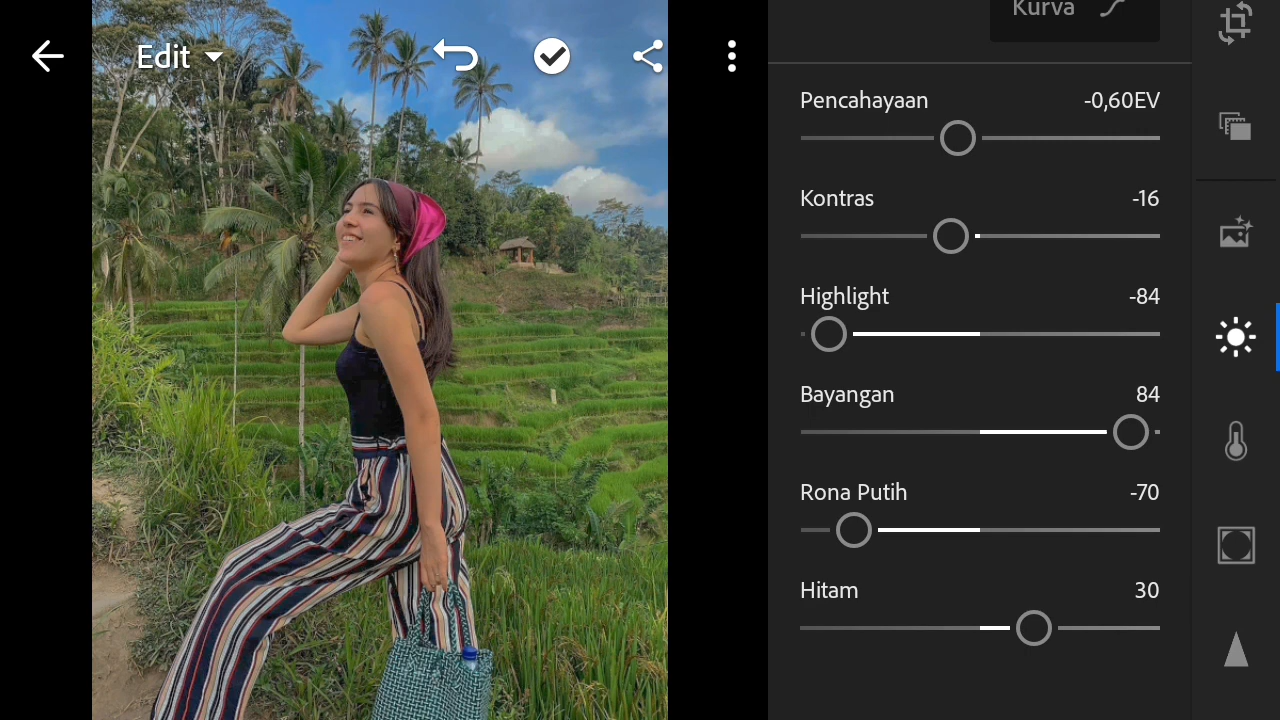 Edit
Kurva
Pencahayaan -0,60EV
Kontras -16
Highlight -84
Bayangan 84
Rona Putih -70
Hitam 30